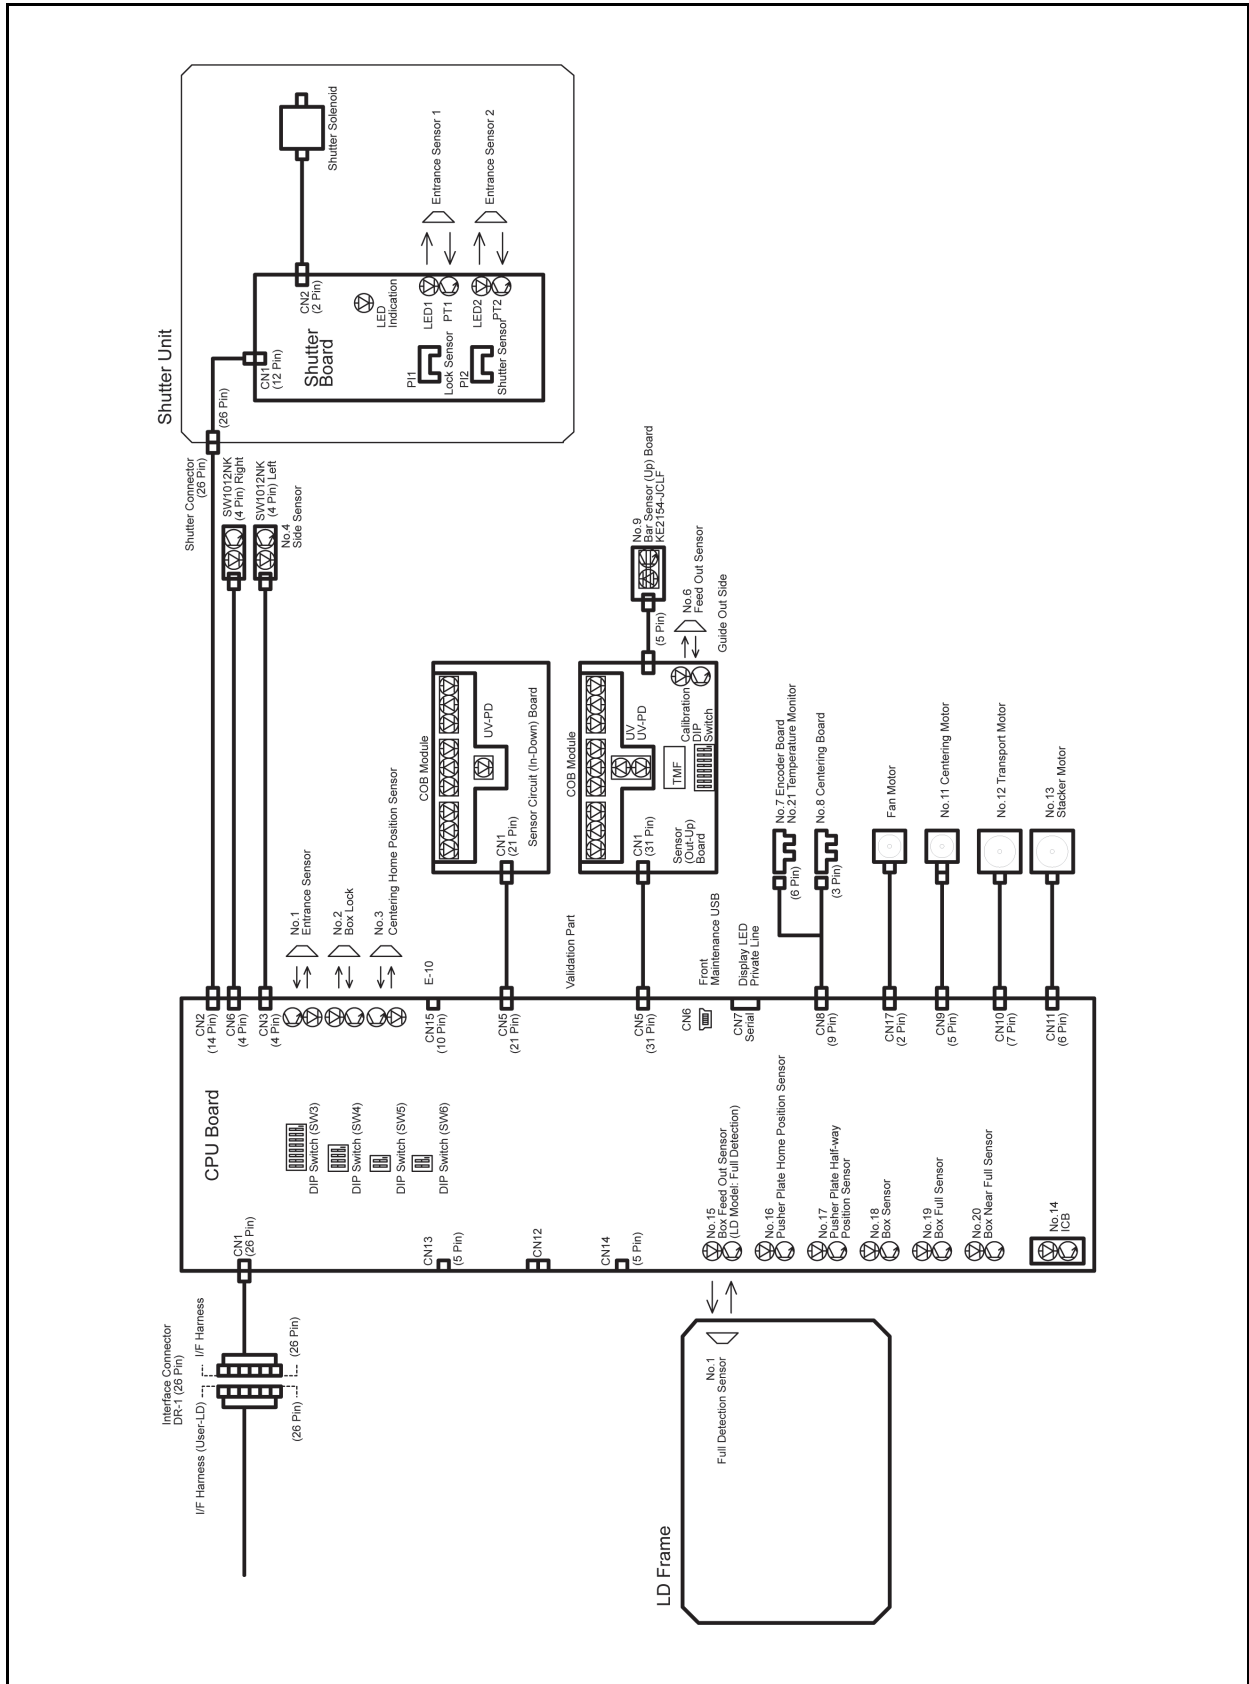 Shutter Unit
Shutter Solenoid
Entrance Sensor 1
Entrance Sensor 2
CN2
(2 Pin)
LED
Indication
LED1
PT1
LED2
PT2
Shutter
Board
CN1
(12 Pin)
PI1
Lock Sensor
PI2
Shutter Sensor
(26 Pin)
Shutter Connector
(26 Pin)
SW1012NK
(4 Pin) Right
SW1012NK
(4 Pin) Left
No.4
Side Sensor
No.9
Bar Sensor (Up) Board
KE2154-JCLF
(5 Pin)
No.6
Feed Out Sensor
Guide Out Side
COB Module
UV-PD
Sensor Circuit (In-Down) Board
CN1
(21 Pin)
COB Module
UV
UV-PD
TMF
Calibration
DIP
Switch
CN1
(31 Pin)
Sensor
(Out-Up)
Board
No.1
Entrance Sensor
No.2
Box Lock
No.3
Centering Home Position Sensor
E-10
Validation Part
Front
Maintenance USB
Display LED
Private Line
No.7 Encoder Board
No.21 Temperature Monitor
(6 Pin)
No.8 Centering Board
(3 Pin)
Fan Motor
No.11 Centering Motor
No.12 Transport Motor
No.13
Stacker Motor
CPU Board
CN2
(14 Pin)
CN6
(4 Pin)
CN3
(4 Pin)
CN15
(10 Pin)
CN5
(21 Pin)
CN5
(31 Pin)
CN6
CN7
Serial
CN8
(9 Pin)
CN17
(2 Pin)
CN9
(5 Pin)
CN10
(7 Pin)
CN11
(6 Pin)
DIP Switch (SW3)
DIP Switch (SW4)
DIP Switch (SW5)
DIP Switch (SW6)
CN1
(26 Pin)
CN13
(5 Pin)
CN12
CN14
(5 Pin)
No.15
Box Feed Out Sensor
(LD Model: Full Detection)
No.16
Pusher Plate Home Position Sensor
No.17
Pusher Plate Half-way
Position Sensor
No.18
Box Sensor
No.19
Box Full Sensor
No.20
Box Near Full Sensor
No.14
ICB
Interface Connector
DR-1 (26 Pin)
I/F Harness
(26 Pin)
I/F Harness (User-LD)
(26 Pin)
LD Frame
No.1
Full Detection Sensor